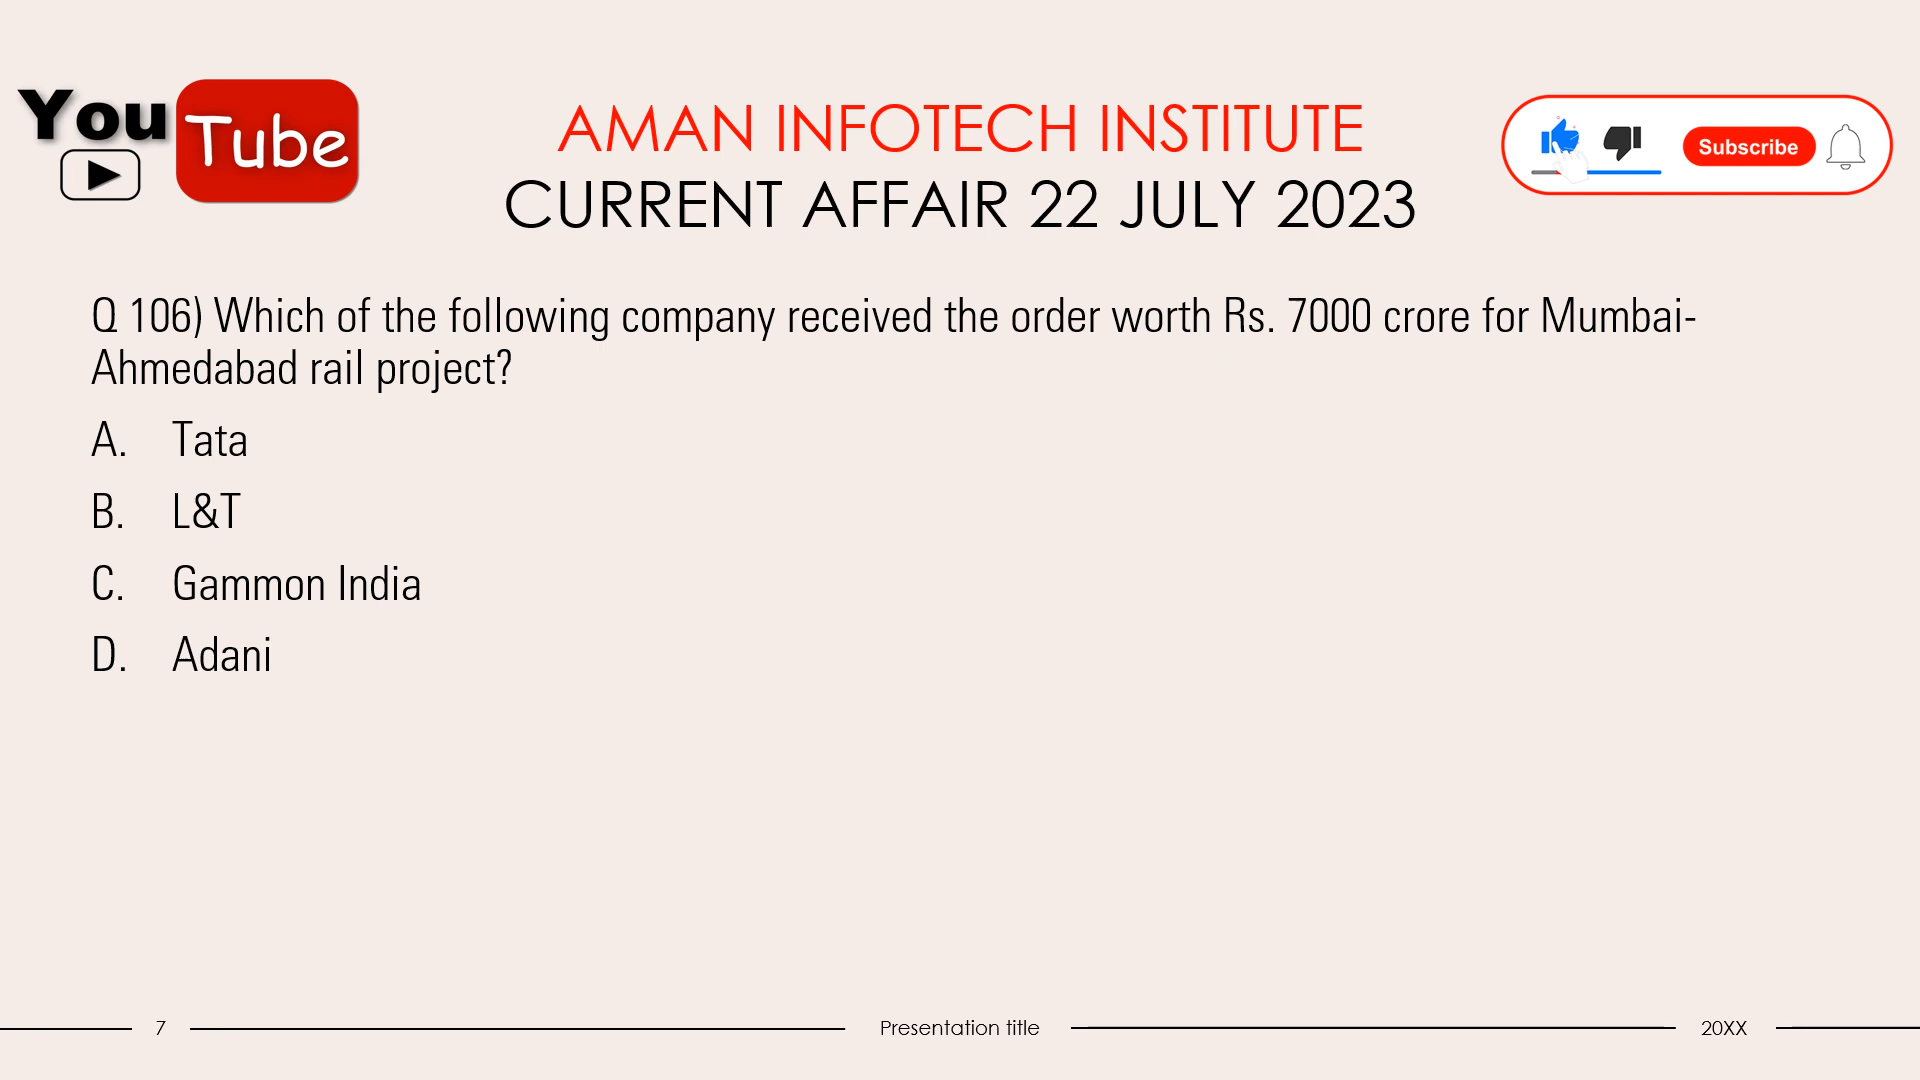 You Tube
AMAN INFOTECH INSTITUTE
CURRENT AFFAIR 22 JULY 2023
Subscribe
Q 106) Which of the following company received the order worth Rs. 7000 crore for Mumbai-
Ahmedabad rail project?
A. Tata
B. L&T
C. Gammon India
D. Adani
7 Presentation title 20XX